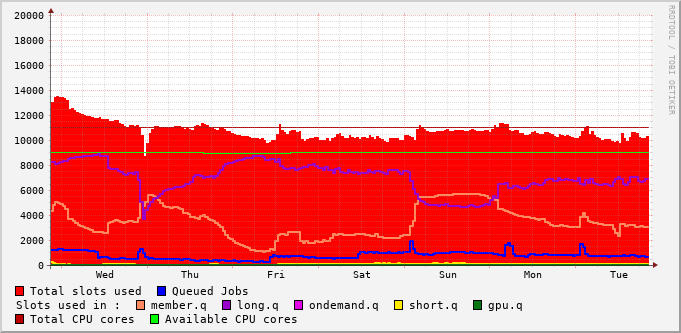 20000
18000
16000
14000
12000
10000
8000
6000
4000
2000
0
Wed Thu Fri Sat Sun Mon Tue
RRDTOOL / TOBI OETIKER
Total slots used Queued Jobs
Slots used in : member.q long.q ondemand.q short.q gpu.q
Total CPU cores Available CPU cores